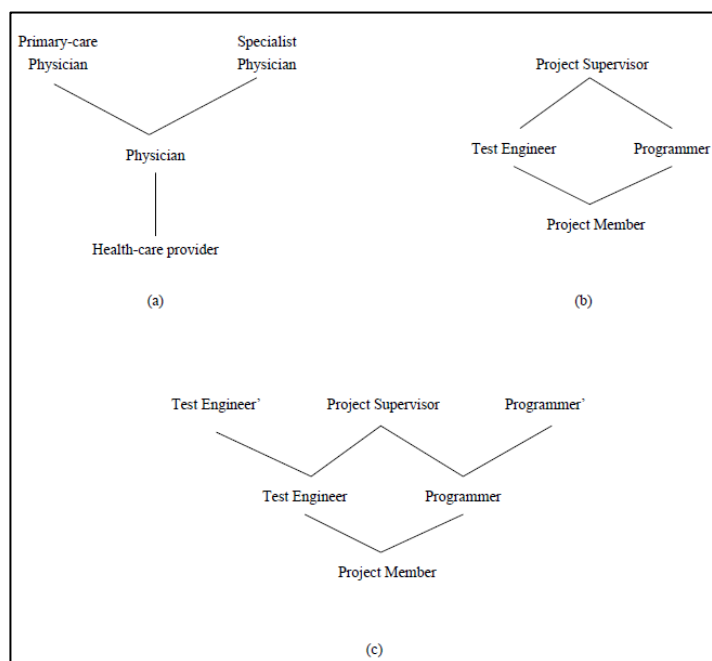 Primary-care
Physician
Specialist
Physician
Physician
Health-care provider
(a)
Project Supervisor
Test Engineer Programmer
Project Member
(b)
Test Engineer’ Project Supervisor Programmer’
Test Engineer Programmer
Project Member
(c)